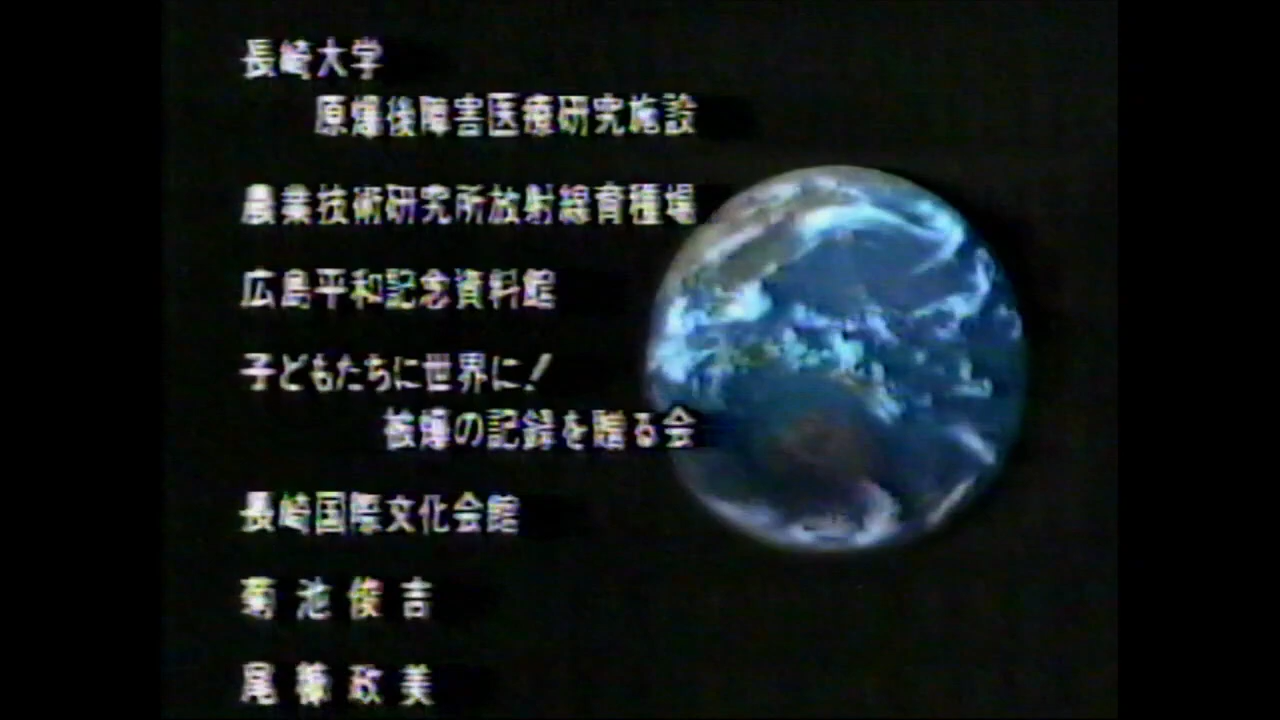 長崎大学
原爆後障害医療研究施設
農業技術研究所放射線育種場
広島平和記念資料館
子どもたちに世界に!
被爆の記録を贈る会
長崎国際文化会館
菊池俊吉
尾糠政美